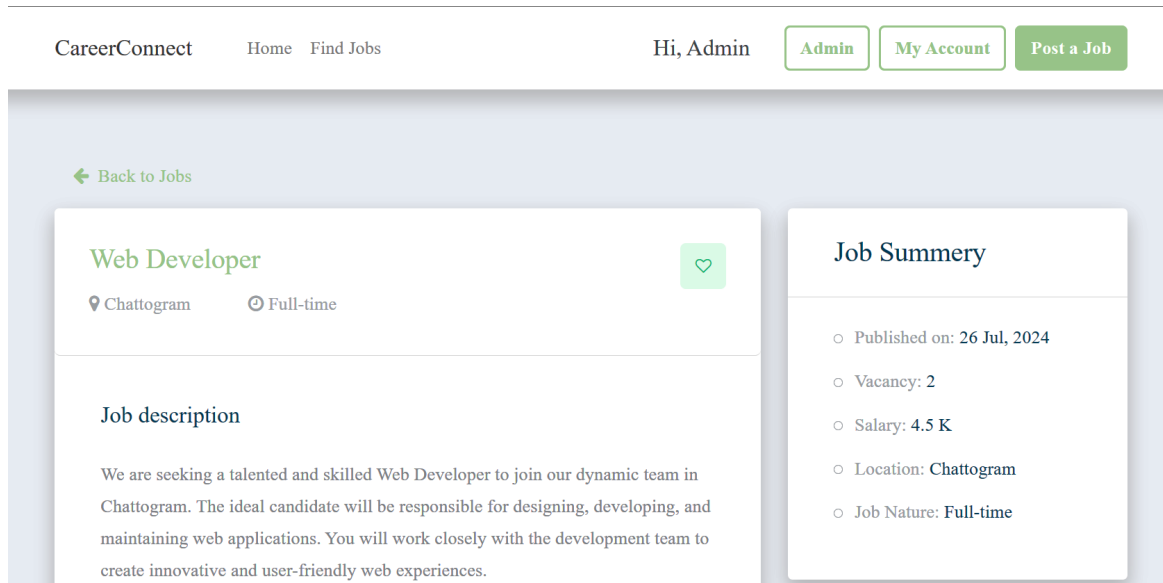 CareerConnect Home Find Jobs Hi, Admin Admin My Account Post a Job
Back to Jobs
Web Developer
Chattogram Full-time
Job description
We are seeking a talented and skilled Web Developer to join our dynamic team in
Chattogram. The ideal candidate will be responsible for designing, developing, and
maintaining web applications. You will work closely with the development team to
create innovative and user-friendly web experiences.
Job Summery
Published on: 26 Jul, 2024
Vacancy: 2
Salary: 4.5 K
Location: Chattogram
Job Nature: Full-time